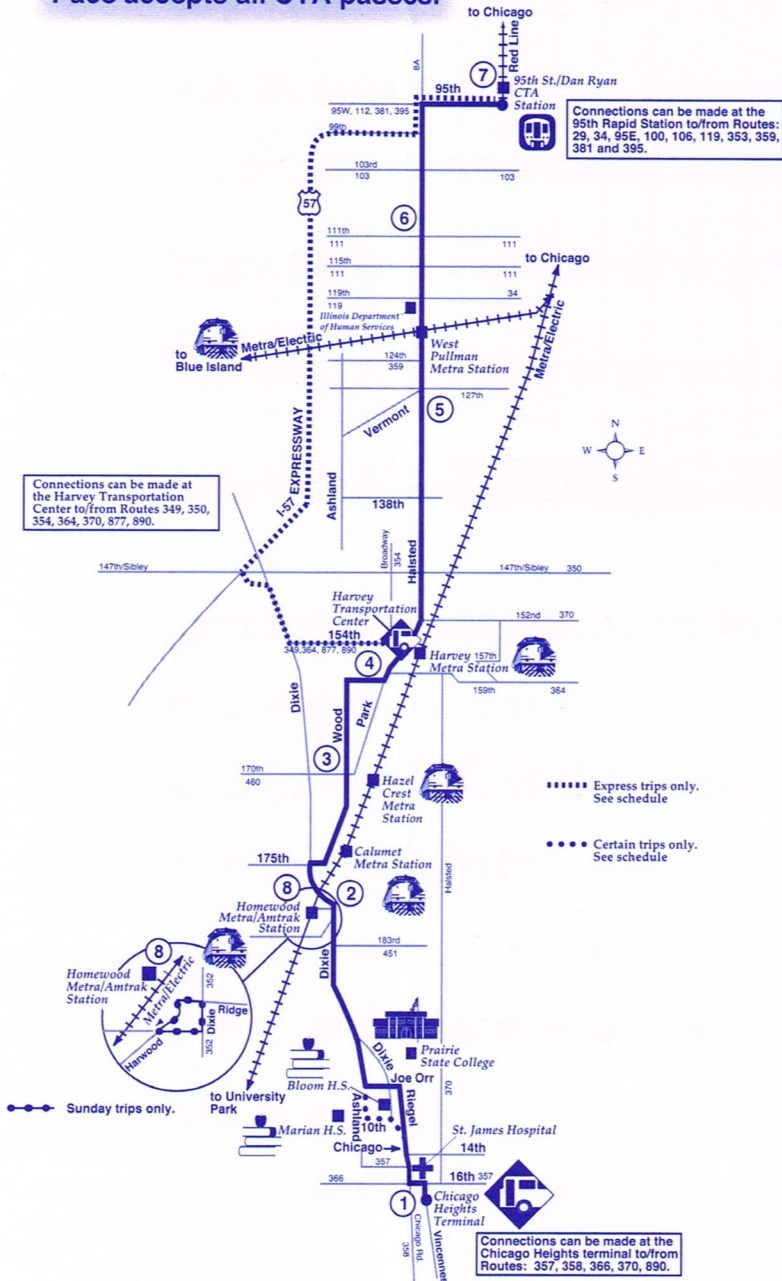 Pace accepts all CTA passes.
to Chicago
Red Line
8A
7
95th St./Dan Ryan
CTA
Station
95th
95W, 112, 381, 395
99th
Connections can be made at the
95th Rapid Station to/from Routes:
29, 34, 95E, 100, 106, 119, 353, 359,
381 and 395.
103rd
103
103
57
6
111th
111
111
115th
111
111
to Chicago
119th
119
34
Illinois Department
of Human Services
Metra/Electric
to
Blue Island
Metra/Electric
West
Pullman
Metra Station
124th
359
127th
5
Vermont
N
W
E
S
I-57 EXPRESSWAY
Ashland
138th
Connections can be made at
the Harvey Transportation
Center to/from Routes 349, 350,
354, 364, 370, 877, 890.
Broadway
354
Halsted
147th/Sibley
147th/Sibley
350
Harvey
Transportation
Center
152nd
370
154th
349,364, 877, 890
4
Harvey
Metra Station
157th
159th
364
Dixie
Wood
Park
3
170th
460
Hazel
Crest
Metra
Station
Express trips only.
See schedule
Calumet
Metra Station
Certain trips only.
See schedule
175th
8
2
Halsted
Homewood
Metra/Amtrak
Station
183rd
451
Dixie
8
Homewood
Metra/Amtrak
Station
Metra/Electric
352
Ridge
Dixie
Harwood
352
Prairie
State College
Dixie
Joe Orr
Bloom H.S.
370
to University
Park
Sunday trips only.
Ashland
Riegel
Marian H.S.
10th
St. James Hospital
Chicago
14th
357
366
16th
357
1
Chicago
Heights
Terminal
Chicago Rd.
358
Vincennes
Connections can be made at the
Chicago Heights terminal to/from
Routes: 357, 358, 366, 370, 890.